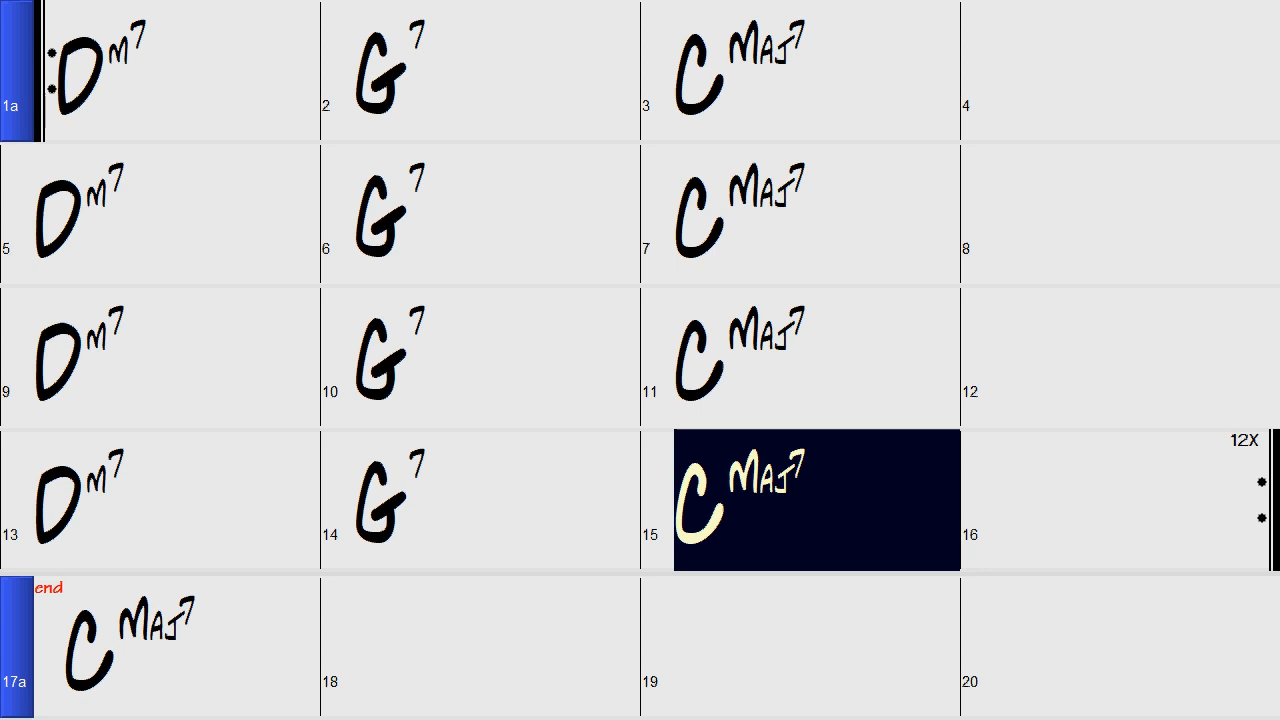 1a Dm7 2 G7 3 CMAJ7 4
5 Dm7 6 G7 7 CMAJ7 8
9 Dm7 10 G7 11 CMAJ7 12
12X
13 Dm7 14 G7 15 CMAJ7 16
end
17a CMAJ7 18 19 20